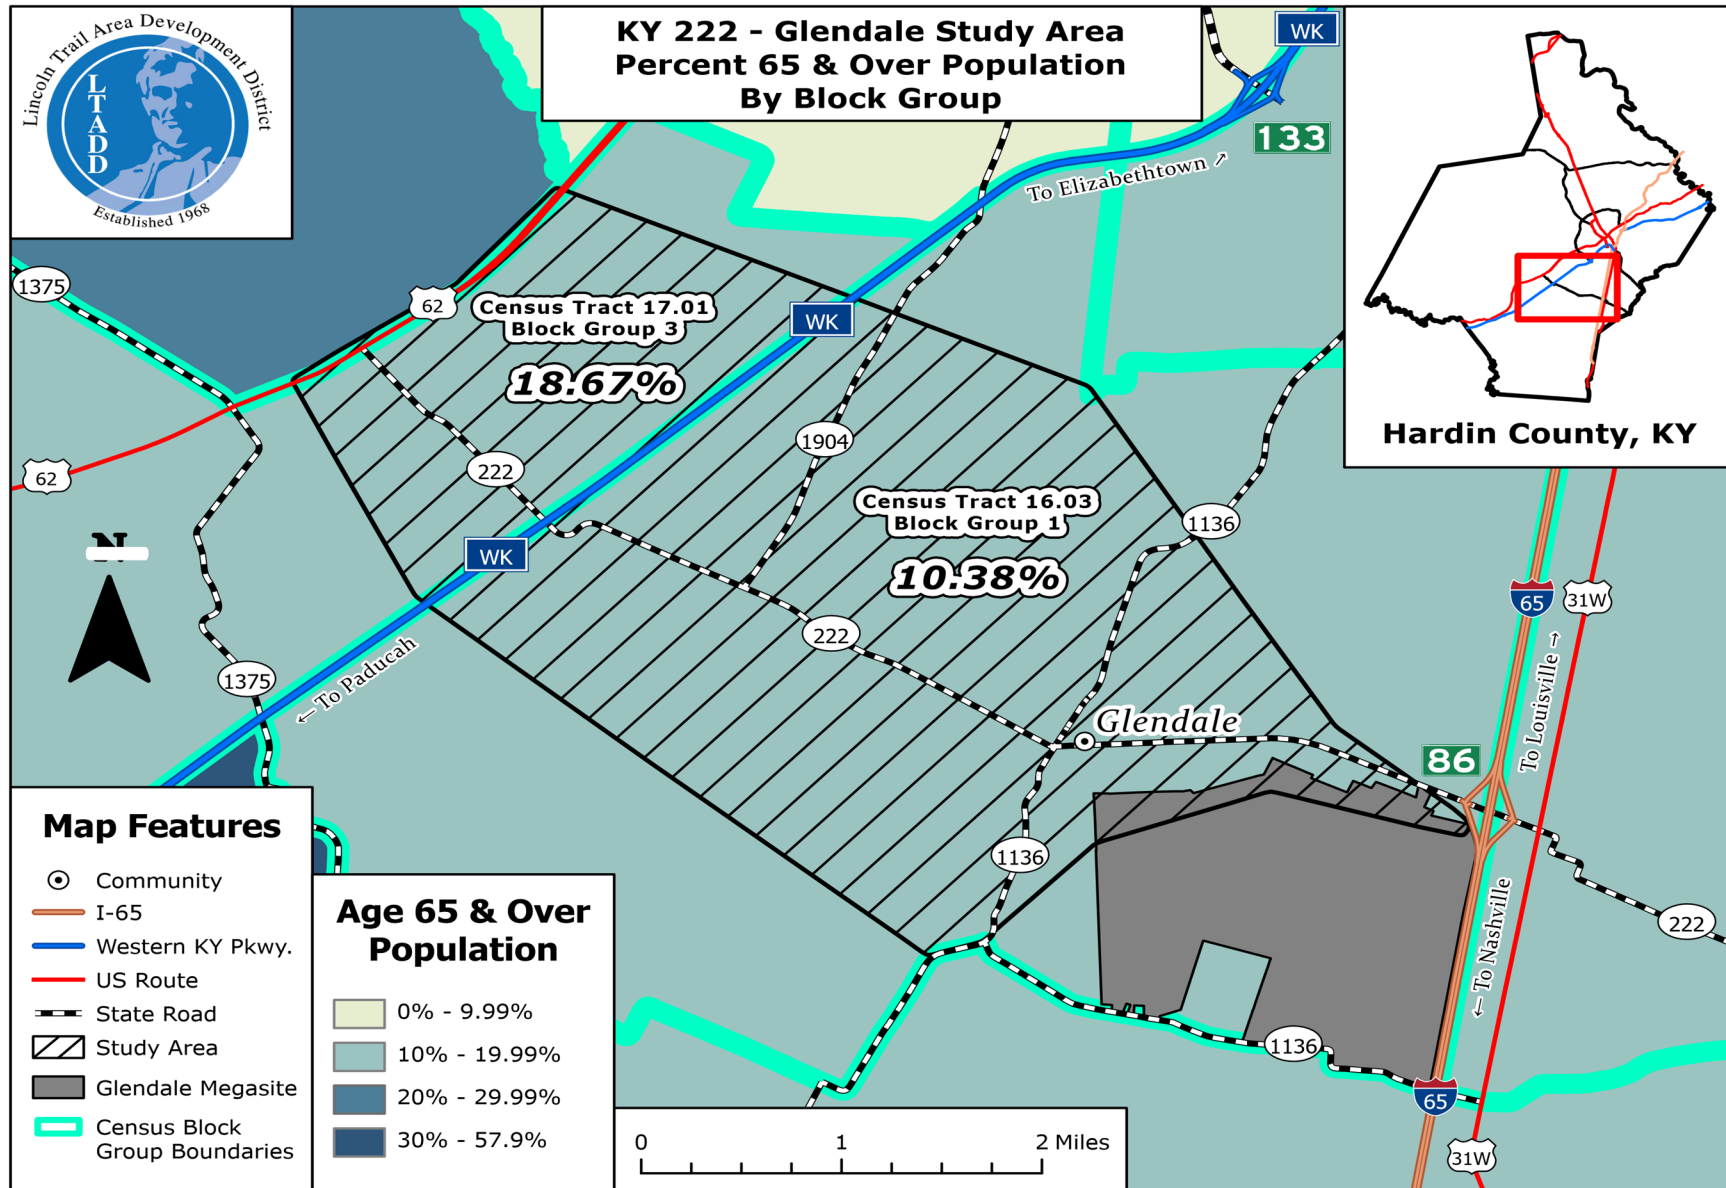 Lincoln Trail Area Development District
LTADD
Established 1968
KY 222 - Glendale Study Area
Percent 65 & Over Population
By Block Group
WK
133
To Elizabethtown →
Hardin County, KY
1375
62
Census Tract 17.01
Block Group 3
18.67%
WK
62
222
1904
Census Tract 16.03
Block Group 1
10.38%
1136
N
WK
65
31W
222
1375
← To Paducah
To Louisville →
Glendale
86
1136
← To Nashville
222
1136
65
31W
Map Features
Community
I-65
Western KY Pkwy.
US Route
State Road
Study Area
Glendale Megasite
Census Block
Group Boundaries
Age 65 & Over
Population
0% - 9.99%
10% - 19.99%
20% - 29.99%
30% - 57.9%
0 1 2 Miles